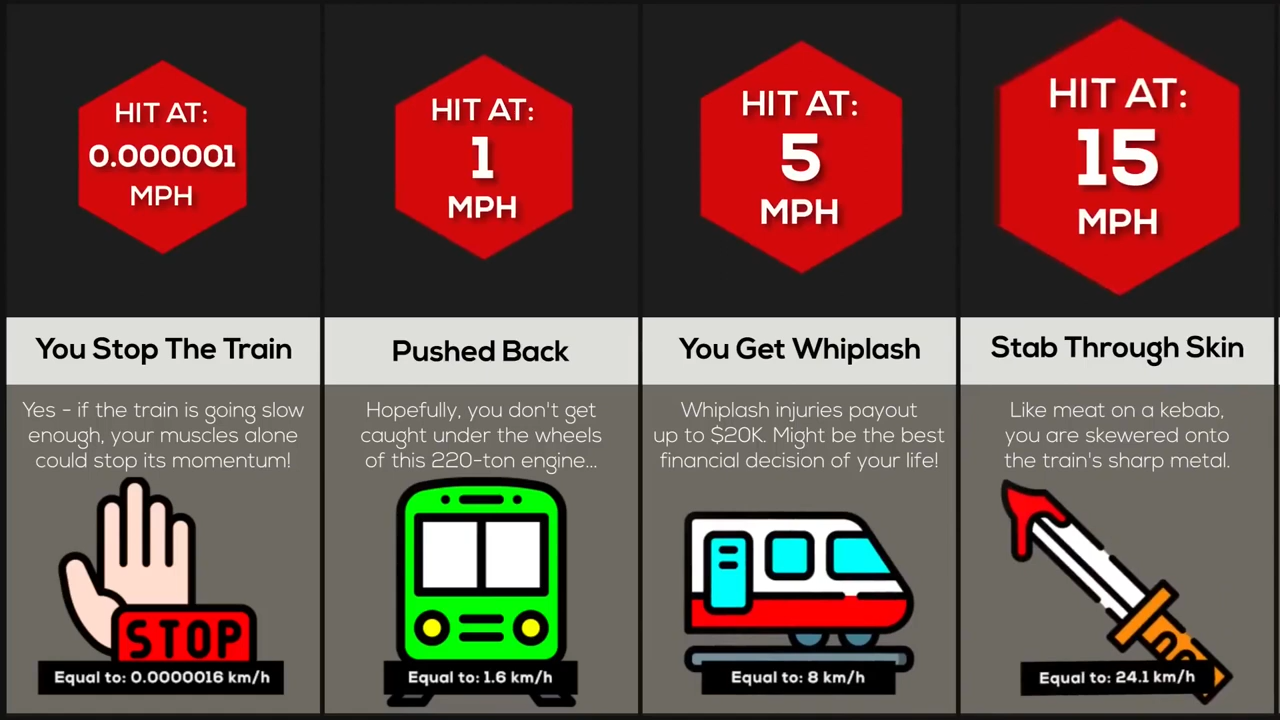 HIT AT:
0.000001
MPH
You Stop The Train
Yes - if the train is going slow
enough, your muscles alone
could stop its momentum!
STOP
Equal to: 0.0000016 km/h
HIT AT:
1
MPH
Pushed Back
Hopefully, you don't get
caught under the wheels
of this 220-ton engine...
Equal to: 1.6 km/h
HIT AT:
5
MPH
You Get Whiplash
Whiplash injuries payout
up to $20K. Might be the best
financial decision of your life!
Equal to: 8 km/h
HIT AT:
15
MPH
Stab Through Skin
Like meat on a kebab,
you are skewered onto
the train's sharp metal.
Equal to: 24.1 km/h